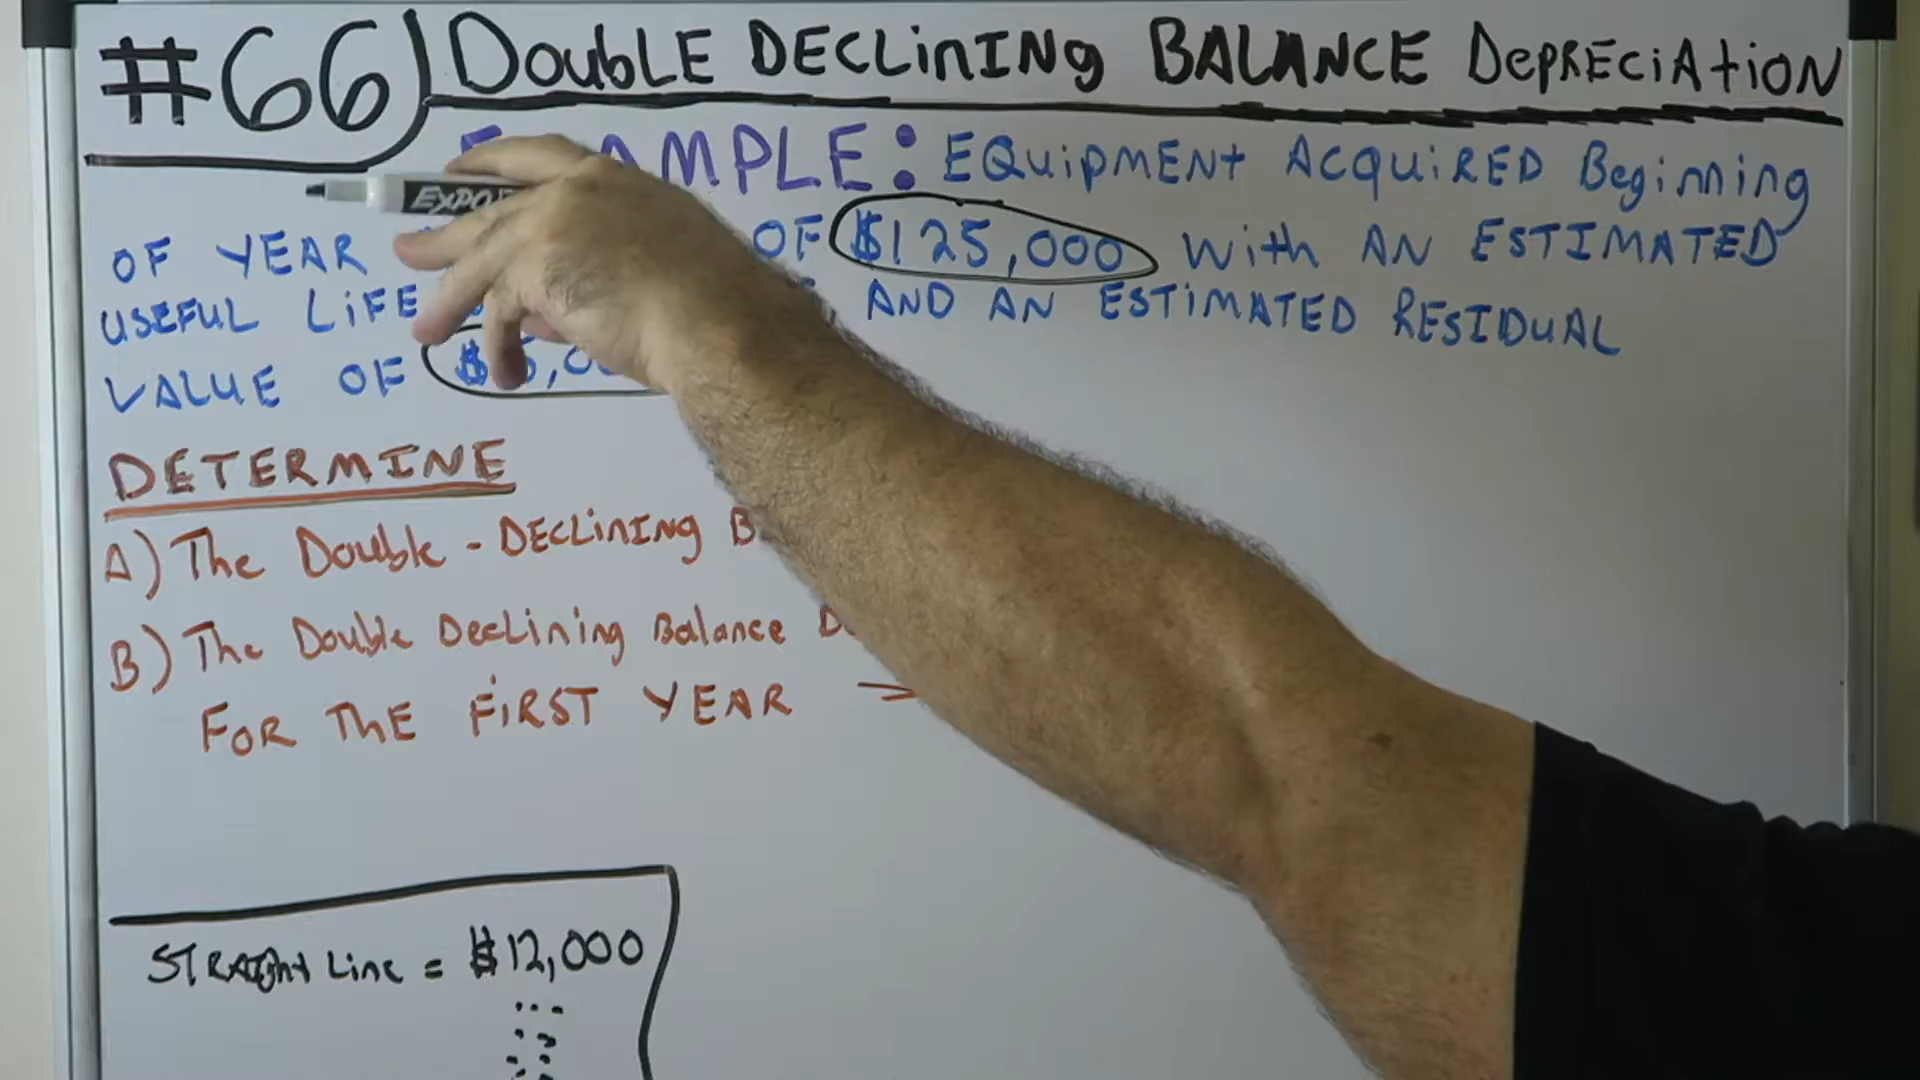 #66) DOUBLE DECLINING BALANCE DEPRECIATION
EXAMPLE: EQUIPMENT ACQUIRED Beginning
OF YEAR OF $125,000 With AN ESTIMATED
USEFUL LIFE AND AN ESTIMATED RESIDUAL
VALUE OF
EXPO
DETERMINE
A) The Double-DECLINING
B) The Double Declining Balance
FOR THE FIRST YEAR
STRAIGHT Line = $12,000